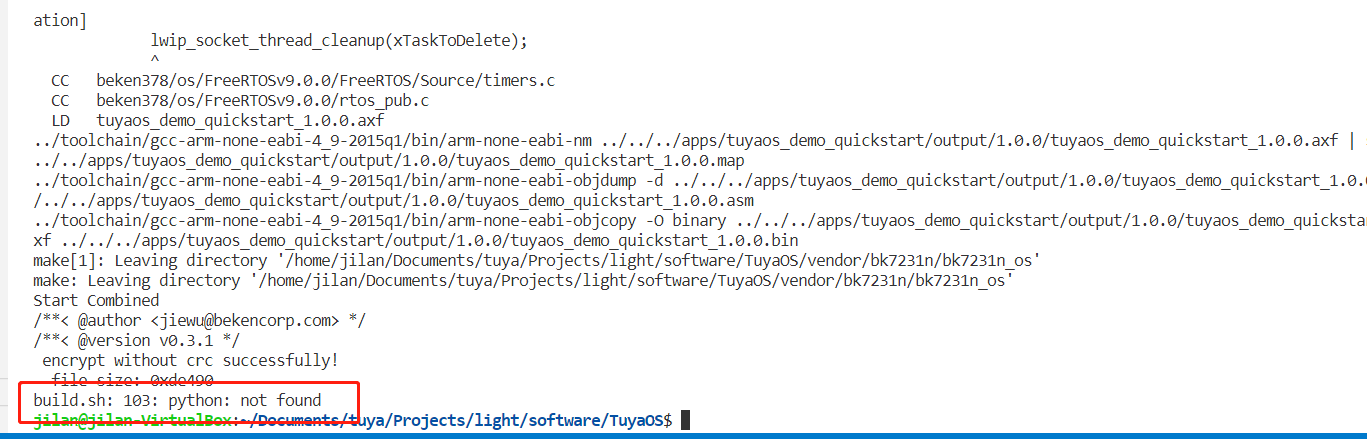 ation]
lwip_socket_thread_cleanup(xTaskToDelete);
^
CC beken378/os/FreeRTOSv9.0.0/FreeRTOS/Source/timers.c
CC beken378/os/FreeRTOSv9.0.0/rtos_pub.c
LD tuyaos_demo_quickstart_1.0.0.axf
../toolchain/gcc-arm-none-eabi-4_9-2015q1/bin/arm-none-eabi-nm ../../../apps/tuyaos_demo_quickstart/output/1.0.0/tuyaos_demo_quickstart_1.0.0.axf |
../../apps/tuyaos_demo_quickstart/output/1.0.0/tuyaos_demo_quickstart_1.0.0.map
../toolchain/gcc-arm-none-eabi-4_9-2015q1/bin/arm-none-eabi-objdump -d ../../../apps/tuyaos_demo_quickstart/output/1.0.0/tuyaos_demo_quickstart_1.0.
/../../apps/tuyaos_demo_quickstart/output/1.0.0/tuyaos_demo_quickstart_1.0.0.asm
../toolchain/gcc-arm-none-eabi-4_9-2015q1/bin/arm-none-eabi-objcopy -O binary ../../../apps/tuyaos_demo_quickstart/output/1.0.0/tuyaos_demo_quickstar
xf ../../../apps/tuyaos_demo_quickstart/output/1.0.0/tuyaos_demo_quickstart_1.0.0.bin
make[1]: Leaving directory '/home/jilan/Documents/tuya/Projects/light/software/TuyaOS/vendor/bk7231n/bk7231n_os'
make: Leaving directory '/home/jilan/Documents/tuya/Projects/light/software/TuyaOS/vendor/bk7231n/bk7231n_os'
Start Combined
/**< @author <jiewu@bekencorp.com> */
/**< @version v0.3.1 */
encrypt without crc successfully!
file size: 0xde490
build.sh: 103: python: not found
jilan@jilan-VirtualBox:~/Documents/tuya/Projects/light/software/TuyaOS$